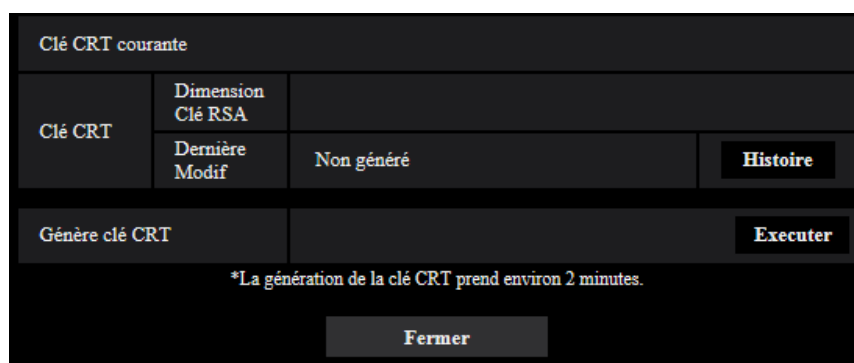 Clé CRT courante
Clé CRT
Dimension
Clé RSA
Dernière
Modif
Non généré
Histoire
Génère clé CRT
Executer
*La génération de la clé CRT prend environ 2 minutes.
Fermer